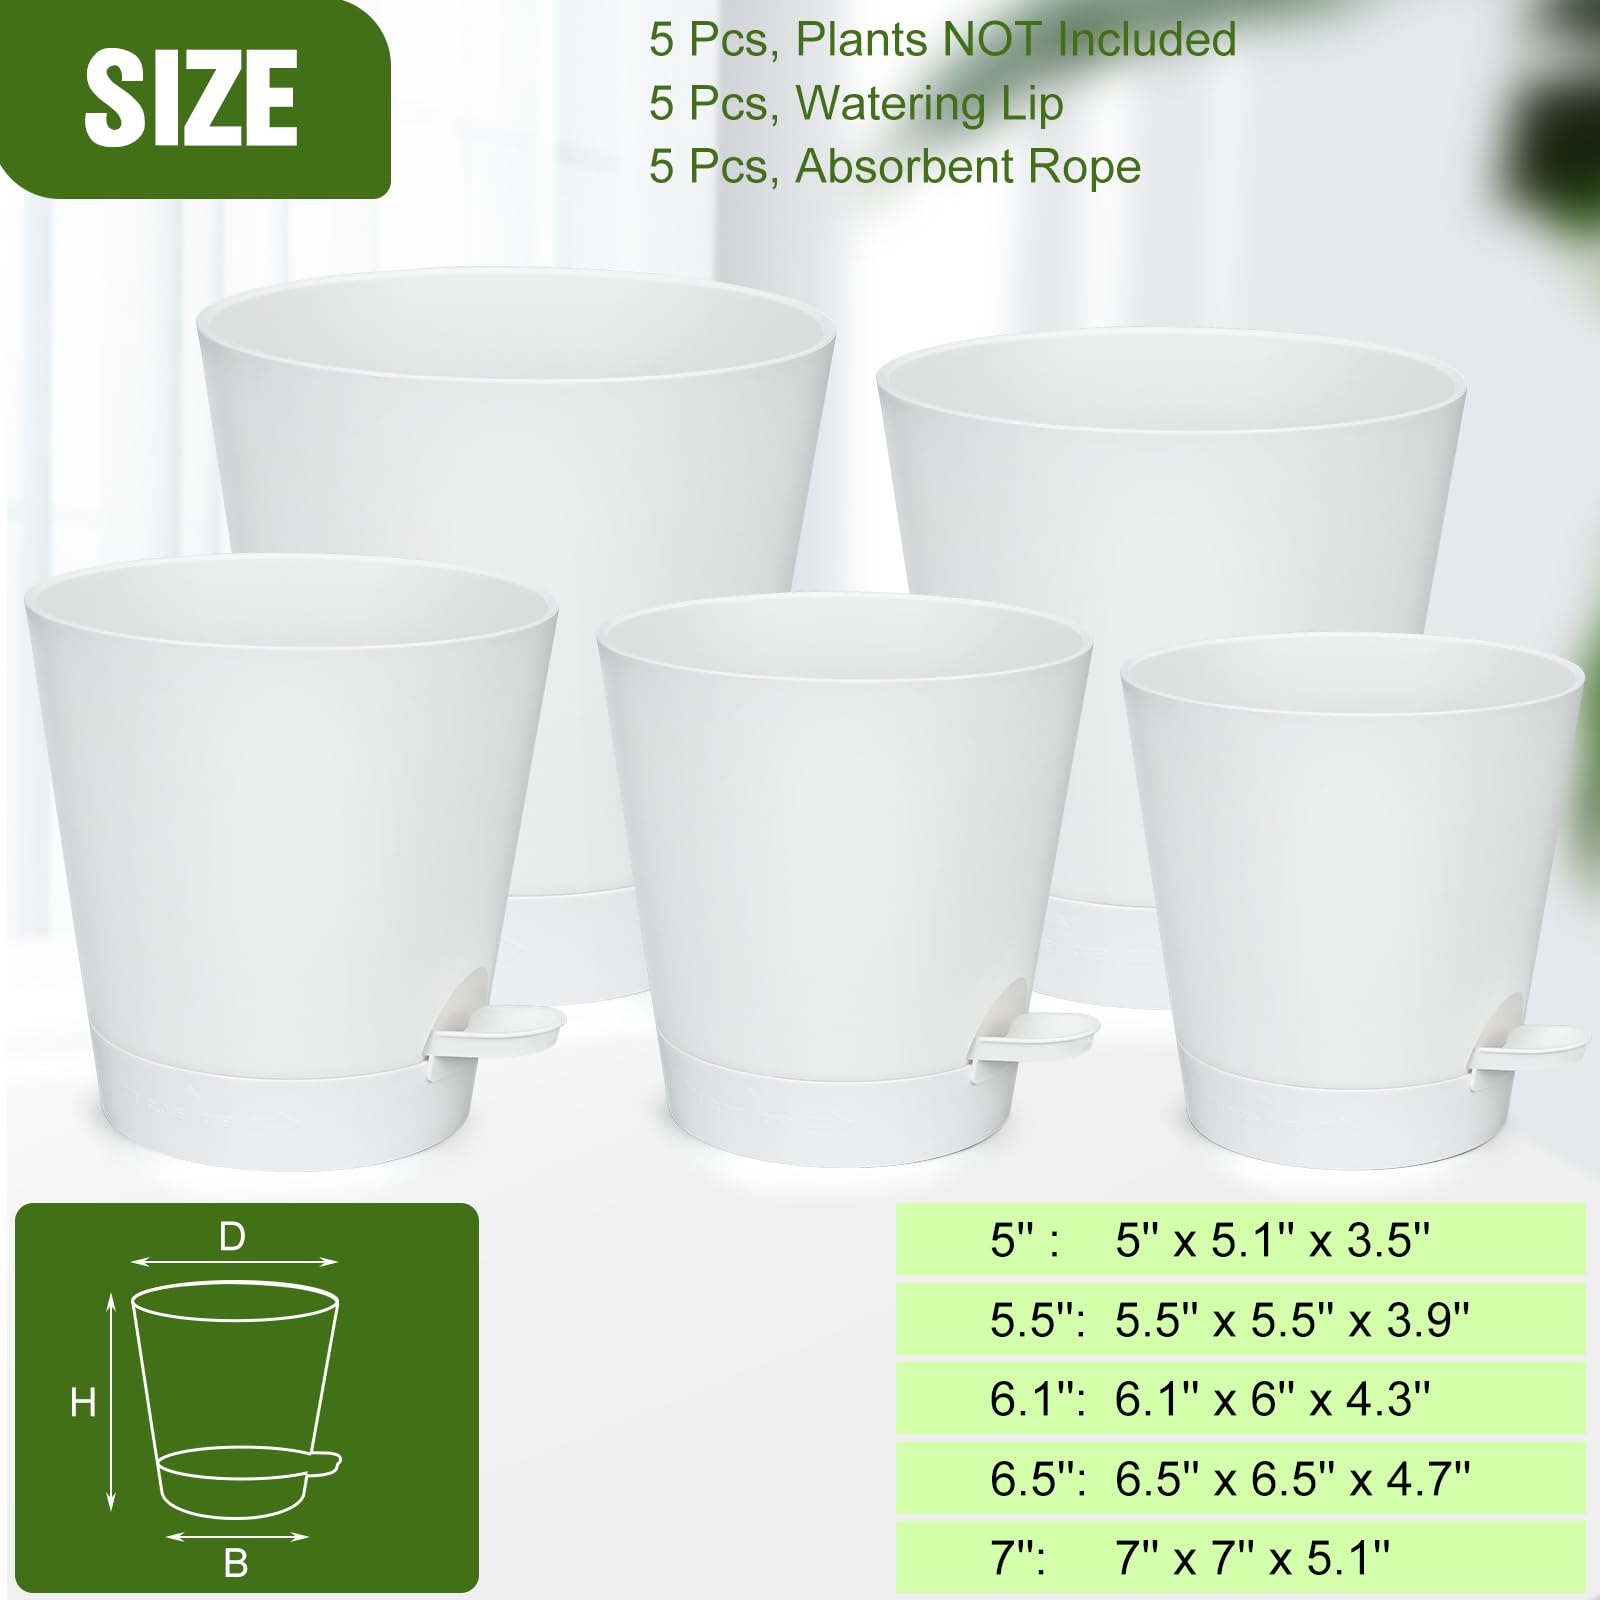 SIZE
5 Pcs, Plants NOT Included
5 Pcs, Watering Lip
5 Pcs, Absorbent Rope
D
H
B
5" : 5" x 5.1" x 3.5"
5.5": 5.5" x 5.5" x 3.9"
6.1": 6.1" x 6" x 4.3"
6.5": 6.5" x 6.5" x 4.7"
7": 7" x 7" x 5.1"